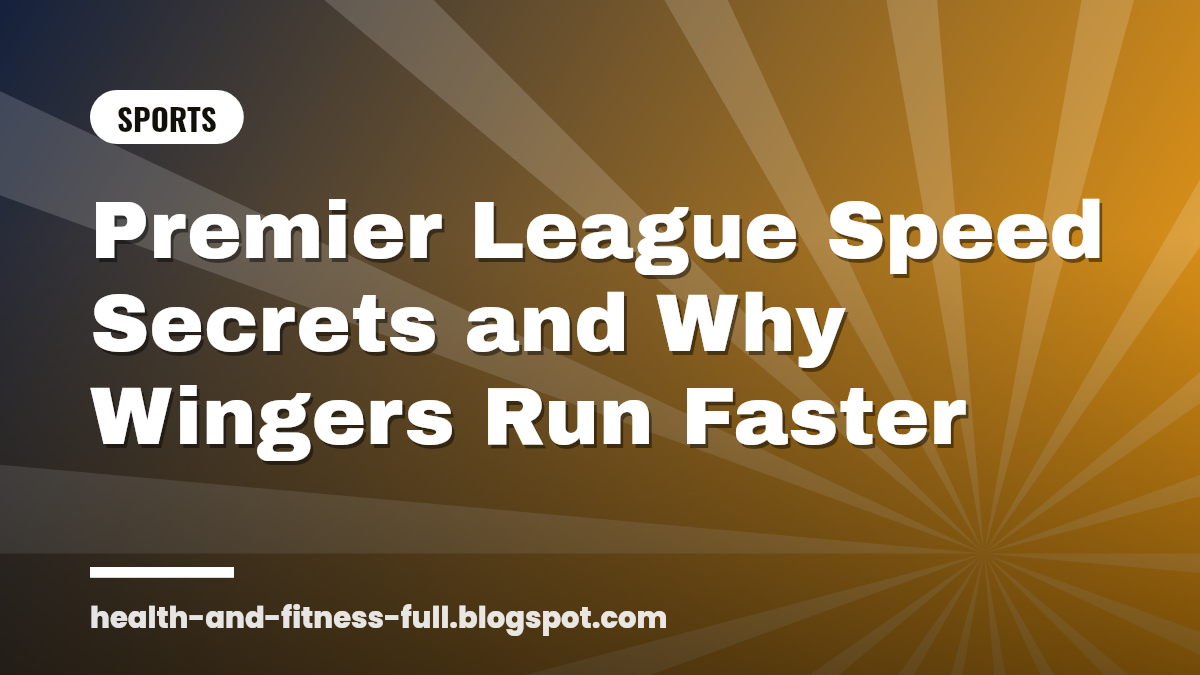 SPORTS
Premier League Speed
Secrets and Why
Wingers Run Faster
health-and-fitness-full.blogspot.com